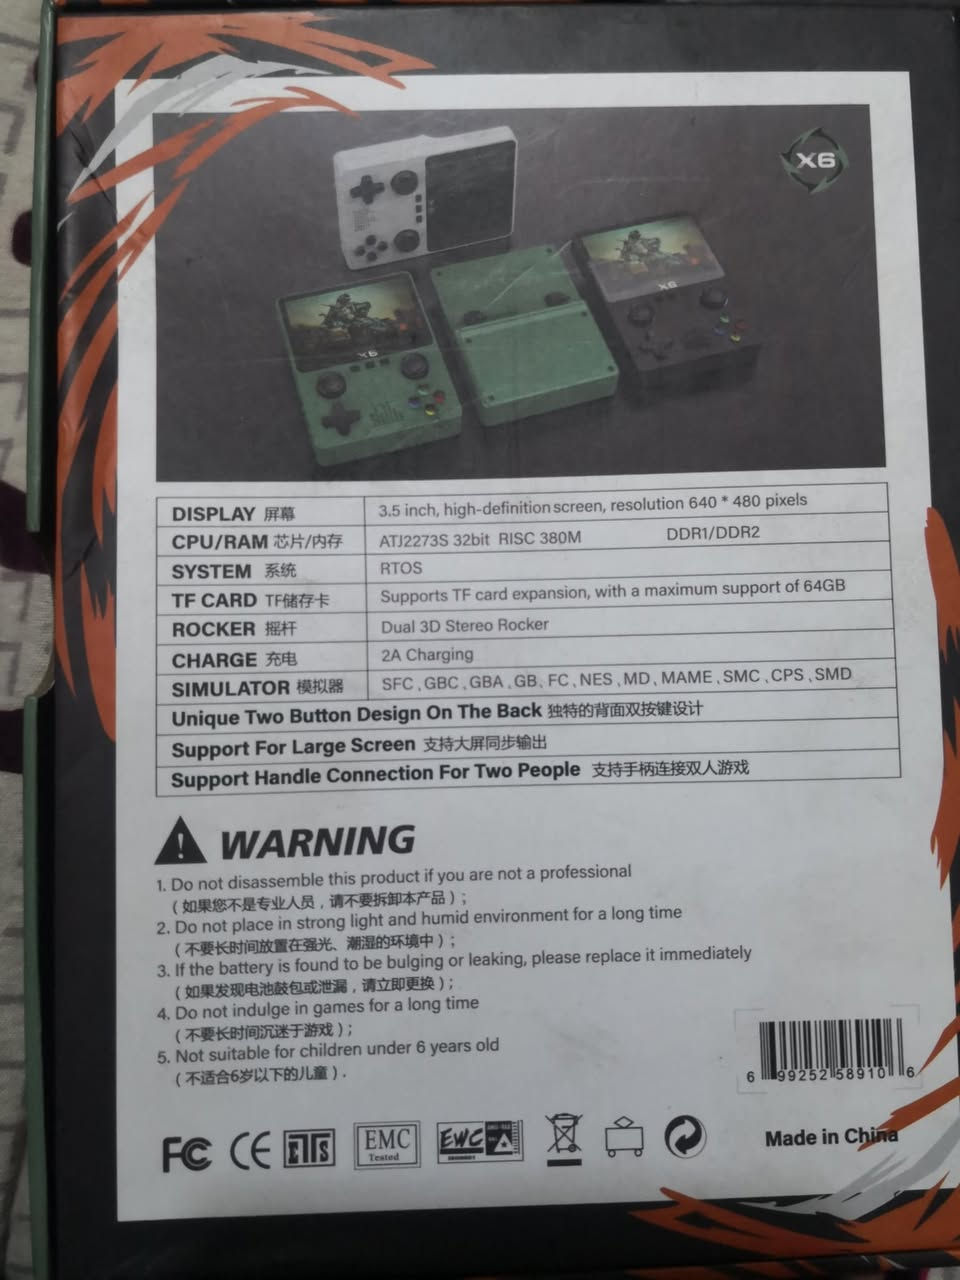 X6
X6
X6
DISPLAY 屏幕 3.5 inch, high-definition screen, resolution 640 * 480 pixels
CPU/RAM 芯片/内存 ATJ2273S 32bit RISC 380M DDR1/DDR2
SYSTEM 系统 RTOS
TF CARD TF储存卡 Supports TF card expansion, with a maximum support of 64GB
ROCKER 摇杆 Dual 3D Stereo Rocker
CHARGE 充电 2A Charging
SIMULATOR 模拟器 SFC、GBC、GBA、GB、FC、NES、MD、MAME、SMC、CPS、SMD
Unique Two Button Design On The Back 独特的背面双按键设计
Support For Large Screen 支持大屏同步输出
Support Handle Connection For Two People 支持手柄连接双人游戏
WARNING
1. Do not disassemble this product if you are not a professional
（如果您不是专业人员，请不要拆卸本产品）；
2. Do not place in strong light and humid environment for a long time
（不要长时间放置在强光、潮湿的环境中）；
3. If the battery is found to be bulging or leaking, please replace it immediately
（如果发现电池鼓包或泄漏，请立即更换）；
4. Do not indulge in games for a long time
（不要长时间沉迷于游戏）；
5. Not suitable for children under 6 years old
（不适合6岁以下的儿童）.
6 99252 58910 6
FC CE EMC EWC
Tested
Made in China